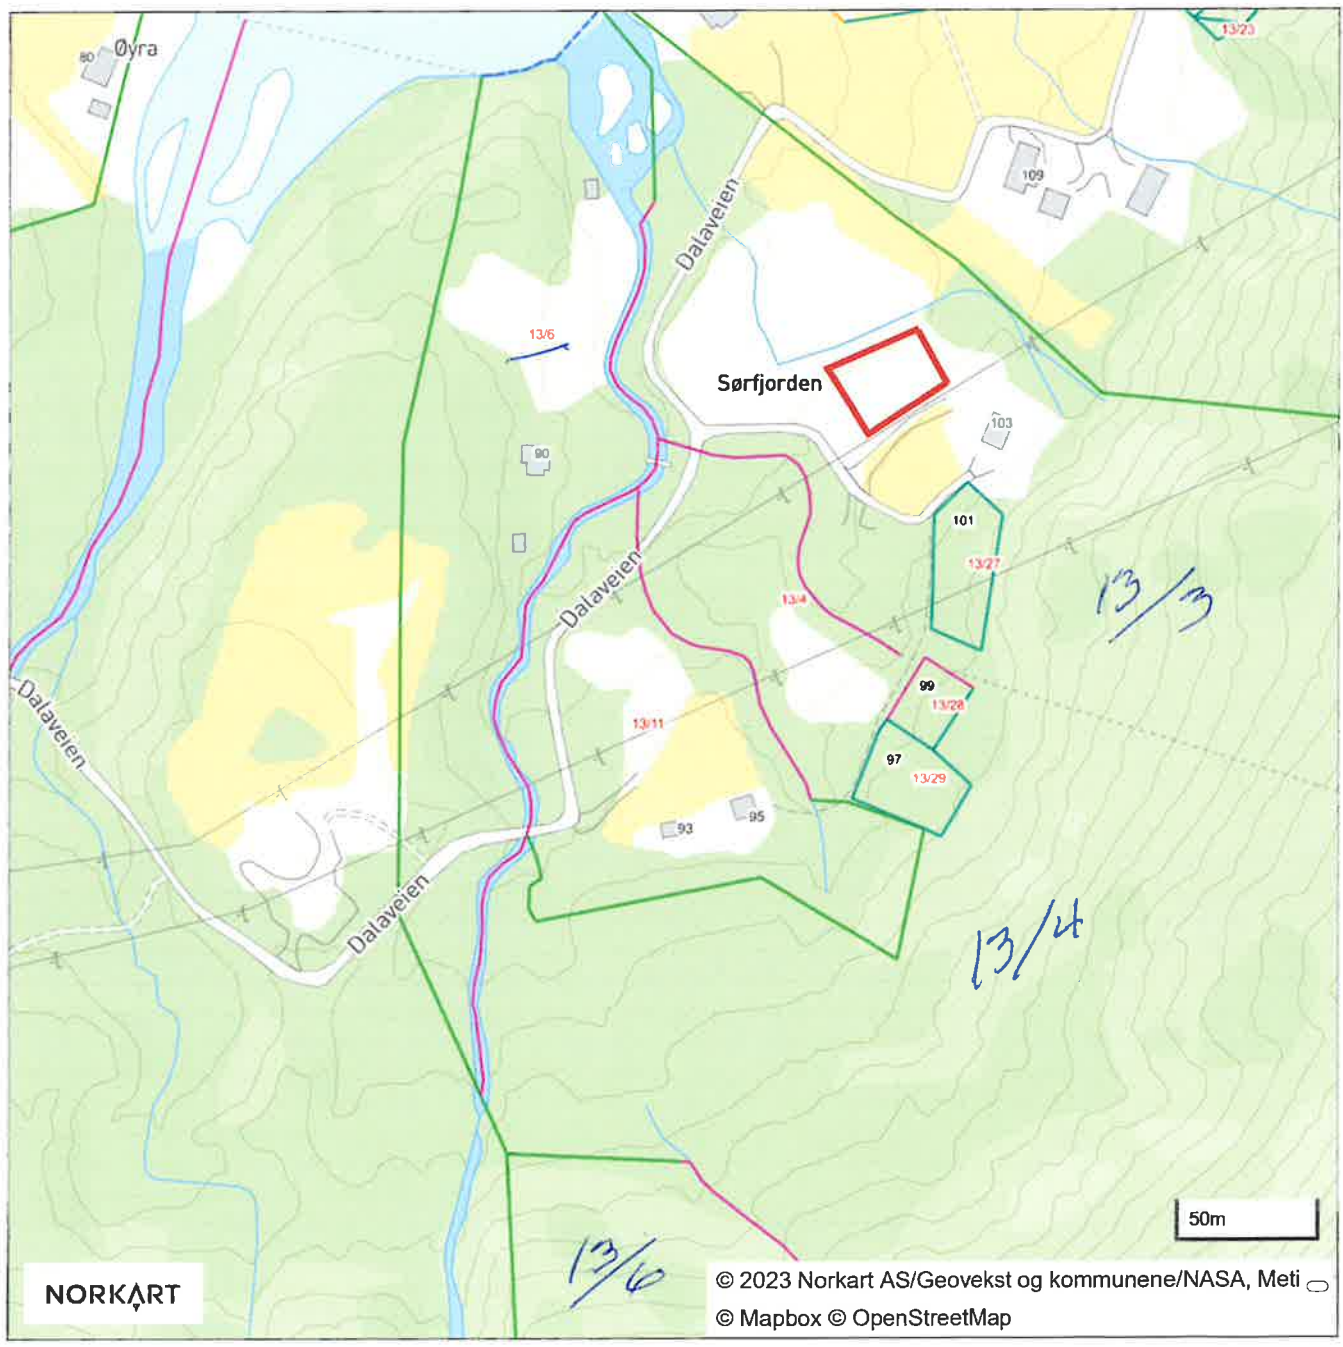 13/23
Øyra
80
109
Dalaveien
13/6
Sørfjorden
103
90
101
13/27
Dalaveien
13/3
13/4
99
13/28
Dalaveien
13/11
97
13/29
95
93
Dalaveien
13/4
50m
13/6
NORKART
© 2023 Norkart AS/Geovekst og kommunene/NASA, Meti
© Mapbox © OpenStreetMap